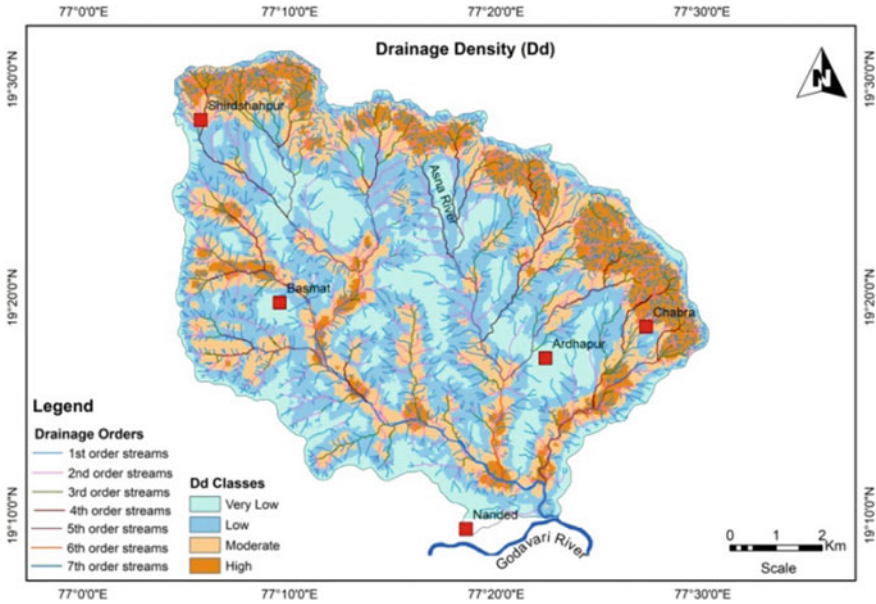 77°0'0"E 77°10'0"E 77°20'0"E 77°30'0"E
Drainage Density (Dd)
N
19°30'0"N 19°30'0"N
Shirdshahpur
Asna River
19°20'0"N 19°20'0"N
Basmat
Chabra
Ardhapur
Legend
Drainage Orders
1st order streams
2nd order streams
3rd order streams
4th order streams
5th order streams
6th order streams
7th order streams
Dd Classes
Very Low
Low
Moderate
High
19°10'0"N 19°10'0"N
Nanded
Godavari River
0 1 2
Km
Scale
77°0'0"E 77°10'0"E 77°20'0"E 77°30'0"E